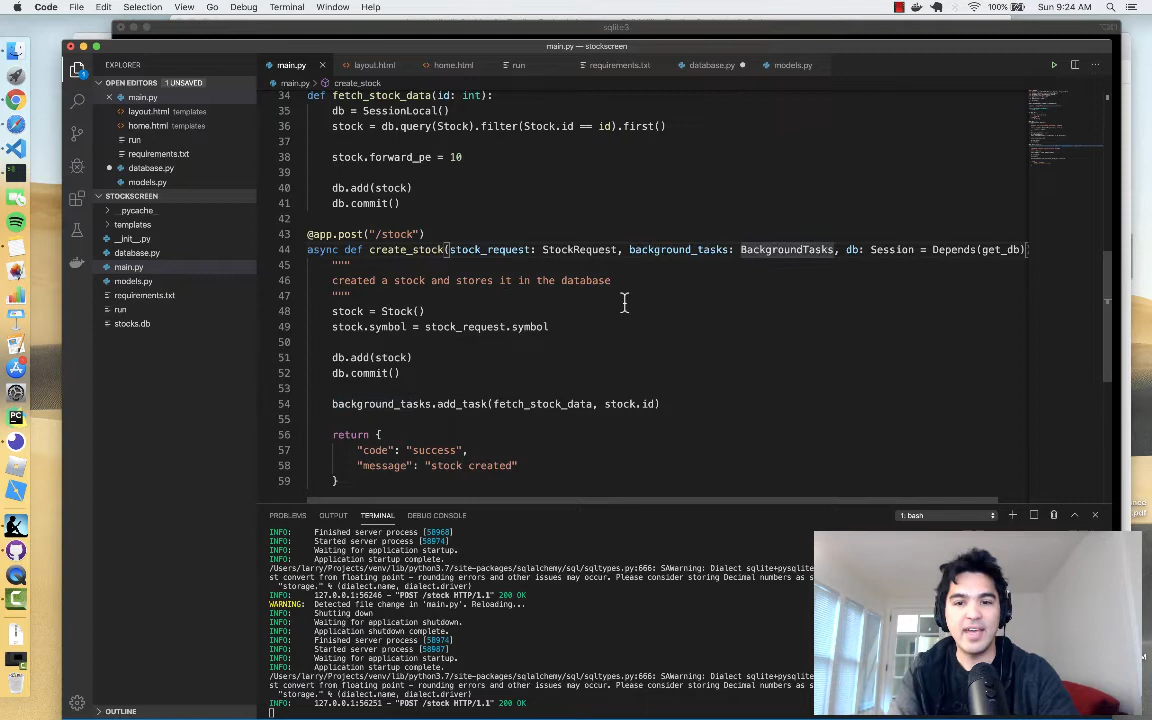 Code File Edit Selection View Go Debug Terminal Window Help 100% Sun 9:24 AM
sqlite3
main.py — stockscreen
EXPLORER
main.py layout.html home.html run requirements.txt database.py models.py
OPEN EDITORS 1 UNSAVED
main.py
layout.html templates
home.html templates
run
requirements.txt
database.py
models.py
STOCKSCREEN
__pycache__
templates
__init__.py
database.py
main.py
models.py
requirements.txt
run
stocks.db
OUTLINE
main.py > create_stock
34 def fetch_stock_data(id: int):
35 db = SessionLocal()
36 stock = db.query(Stock).filter(Stock.id == id).first()
37
38 stock.forward_pe = 10
39
40 db.add(stock)
41 db.commit()
42
43 @app.post("/stock")
44 async def create_stock(stock_request: StockRequest, background_tasks: BackgroundTasks, db: Session = Depends(get_db)
45 """
46 created a stock and stores it in the database
47 """
48 stock = Stock()
49 stock.symbol = stock_request.symbol
50
51 db.add(stock)
52 db.commit()
53
54 background_tasks.add_task(fetch_stock_data, stock.id)
55
56 return {
57 "code": "success",
58 "message": "stock created"
59 }
PROBLEMS OUTPUT TERMINAL DEBUG CONSOLE 1: bash
INFO: Finished server process [58968]
INFO: Started server process [58974]
INFO: Waiting for application startup.
INFO: Application startup complete.
/Users/larry/Projects/venv/lib/python3.7/site-packages/sqlalchemy/sql/sqltypes.py:666: SAWarning: Dialect sqlite+pysqlit
st convert from floating point - rounding errors and other issues may occur. Please consider storing Decimal numbers as
"storage." % (dialect.name, dialect.driver)
INFO: 127.0.0.1:56246 - "POST /stock HTTP/1.1" 200 OK
WARNING: Detected file change in 'main.py'. Reloading...
INFO: Shutting down
INFO: Waiting for application shutdown.
INFO: Application shutdown complete.
INFO: Finished server process [58974]
INFO: Started server process [58987]
INFO: Waiting for application startup.
INFO: Application startup complete.
/Users/larry/Projects/venv/lib/python3.7/site-packages/sqlalchemy/sql/sqltypes.py:666: SAWarning: Dialect sqlite+pysqlit
st convert from floating point - rounding errors and other issues may occur. Please consider storing Decimal numbers as
"storage." % (dialect.name, dialect.driver)
INFO: 127.0.0.1:56251 - "POST /stock HTTP/1.1" 200 OK